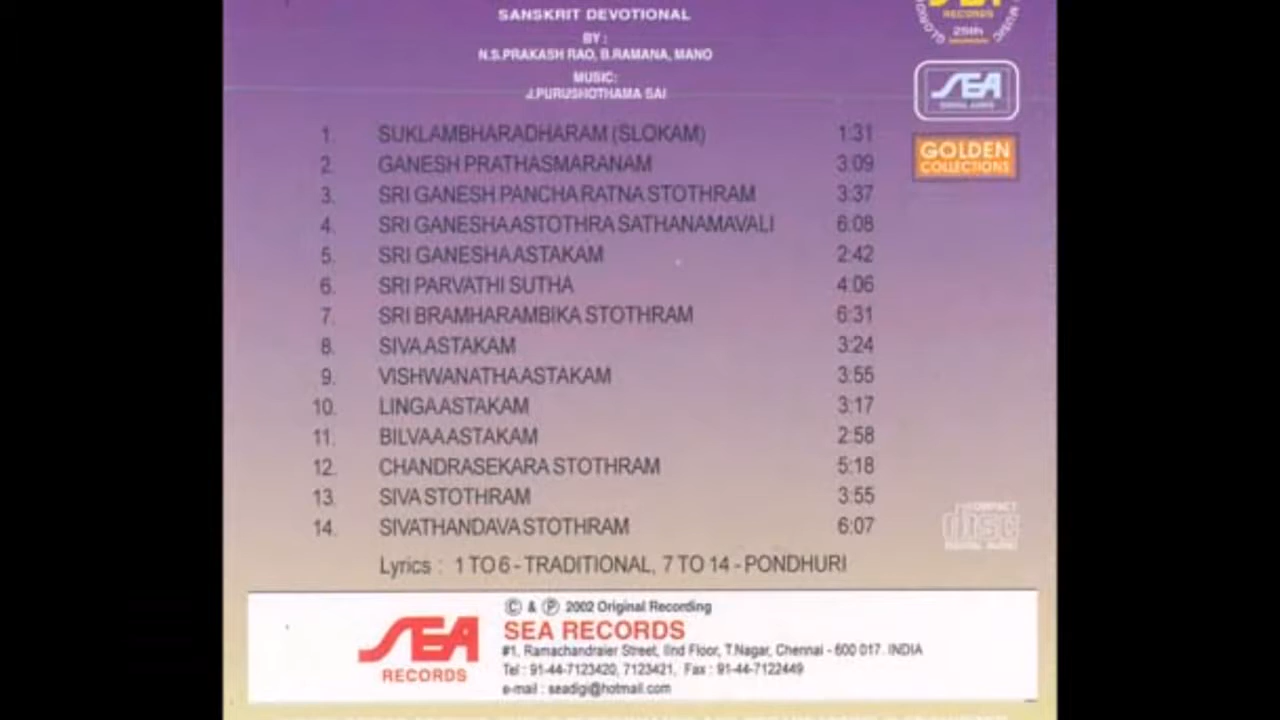 SANSKRIT DEVOTIONAL
BY :
N.S.PRAKASH RAO, B.RAMANA, MANO
MUSIC:
J.PURUSHOTHAMA SAI
RECORDS
25th
MUSIC
SEA
GOLDEN
COLLECTIONS
1. SUKLAMBHARADHARAM (SLOKAM) 1:31
2. GANESH PRATHASMARANAM 3:09
3. SRI GANESH PANCHA RATNA STOTHRAM 3:37
4. SRI GANESHA ASTOTHRA SATHANAMAVALI 6:08
5. SRI GANESHA ASTAKAM 2:42
6. SRI PARVATHI SUTHA 4:06
7. SRI BRAMHARAMBIKA STOTHRAM 6:31
8. SIVA ASTAKAM 3:24
9. VISHWANATHA ASTAKAM 3:55
10. LINGA ASTAKAM 3:17
11. BILVAA ASTAKAM 2:58
12. CHANDRASEKARA STOTHRAM 5:18
13. SIVA STOTHRAM 3:55
14. SIVATHANDAVA STOTHRAM 6:07
COMPACT
disc
Lyrics : 1 TO 6 - TRADITIONAL, 7 TO 14 - PONDHURI
SEA
RECORDS
© & ℗ 2002 Original Recording
SEA RECORDS
#1, Ramachandraier Street, IInd Floor, T.Nagar, Chennai - 600 017. INDIA
Tel : 91-44-7123420, 7123421, Fax : 91-44-7122449
e-mail : seadigi@hotmail.com